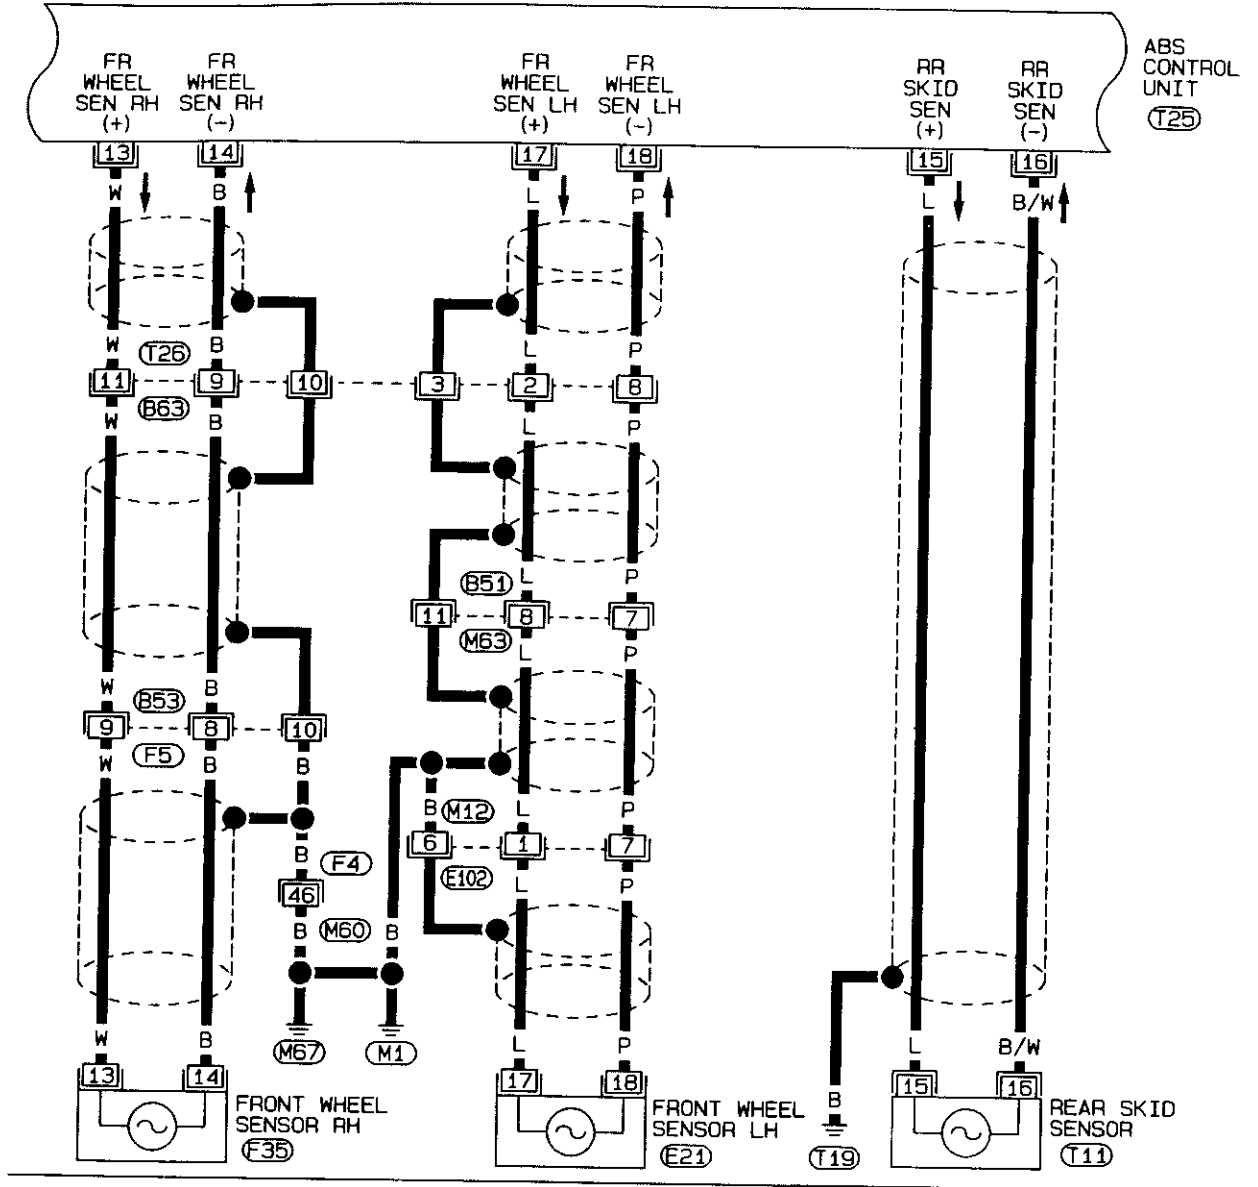 ABS
CONTROL
UNIT
T25
FR
WHEEL
SEN RH
(+)
FR
WHEEL
SEN RH
(-)
FR
WHEEL
SEN LH
(+)
FR
WHEEL
SEN LH
(-)
RR
SKID
SEN
(+)
RR
SKID
SEN
(-)
13 14 17 18 15 16
W B L P L B/W
W B L P
T26
11 9 10 3 2 8
B63
W B L P
L P
B51
11 8 7
M63
L P
W B
B53
9 8 10
F5
W B B
L P
B M12
6 1 7
E102
L P
B F4
46
B M60 B
M67 M1
W B L P L B/W
13 14 17 18 15 16
FRONT WHEEL
SENSOR RH
F35
FRONT WHEEL
SENSOR LH
E21
B
T19
REAR SKID
SENSOR
T11